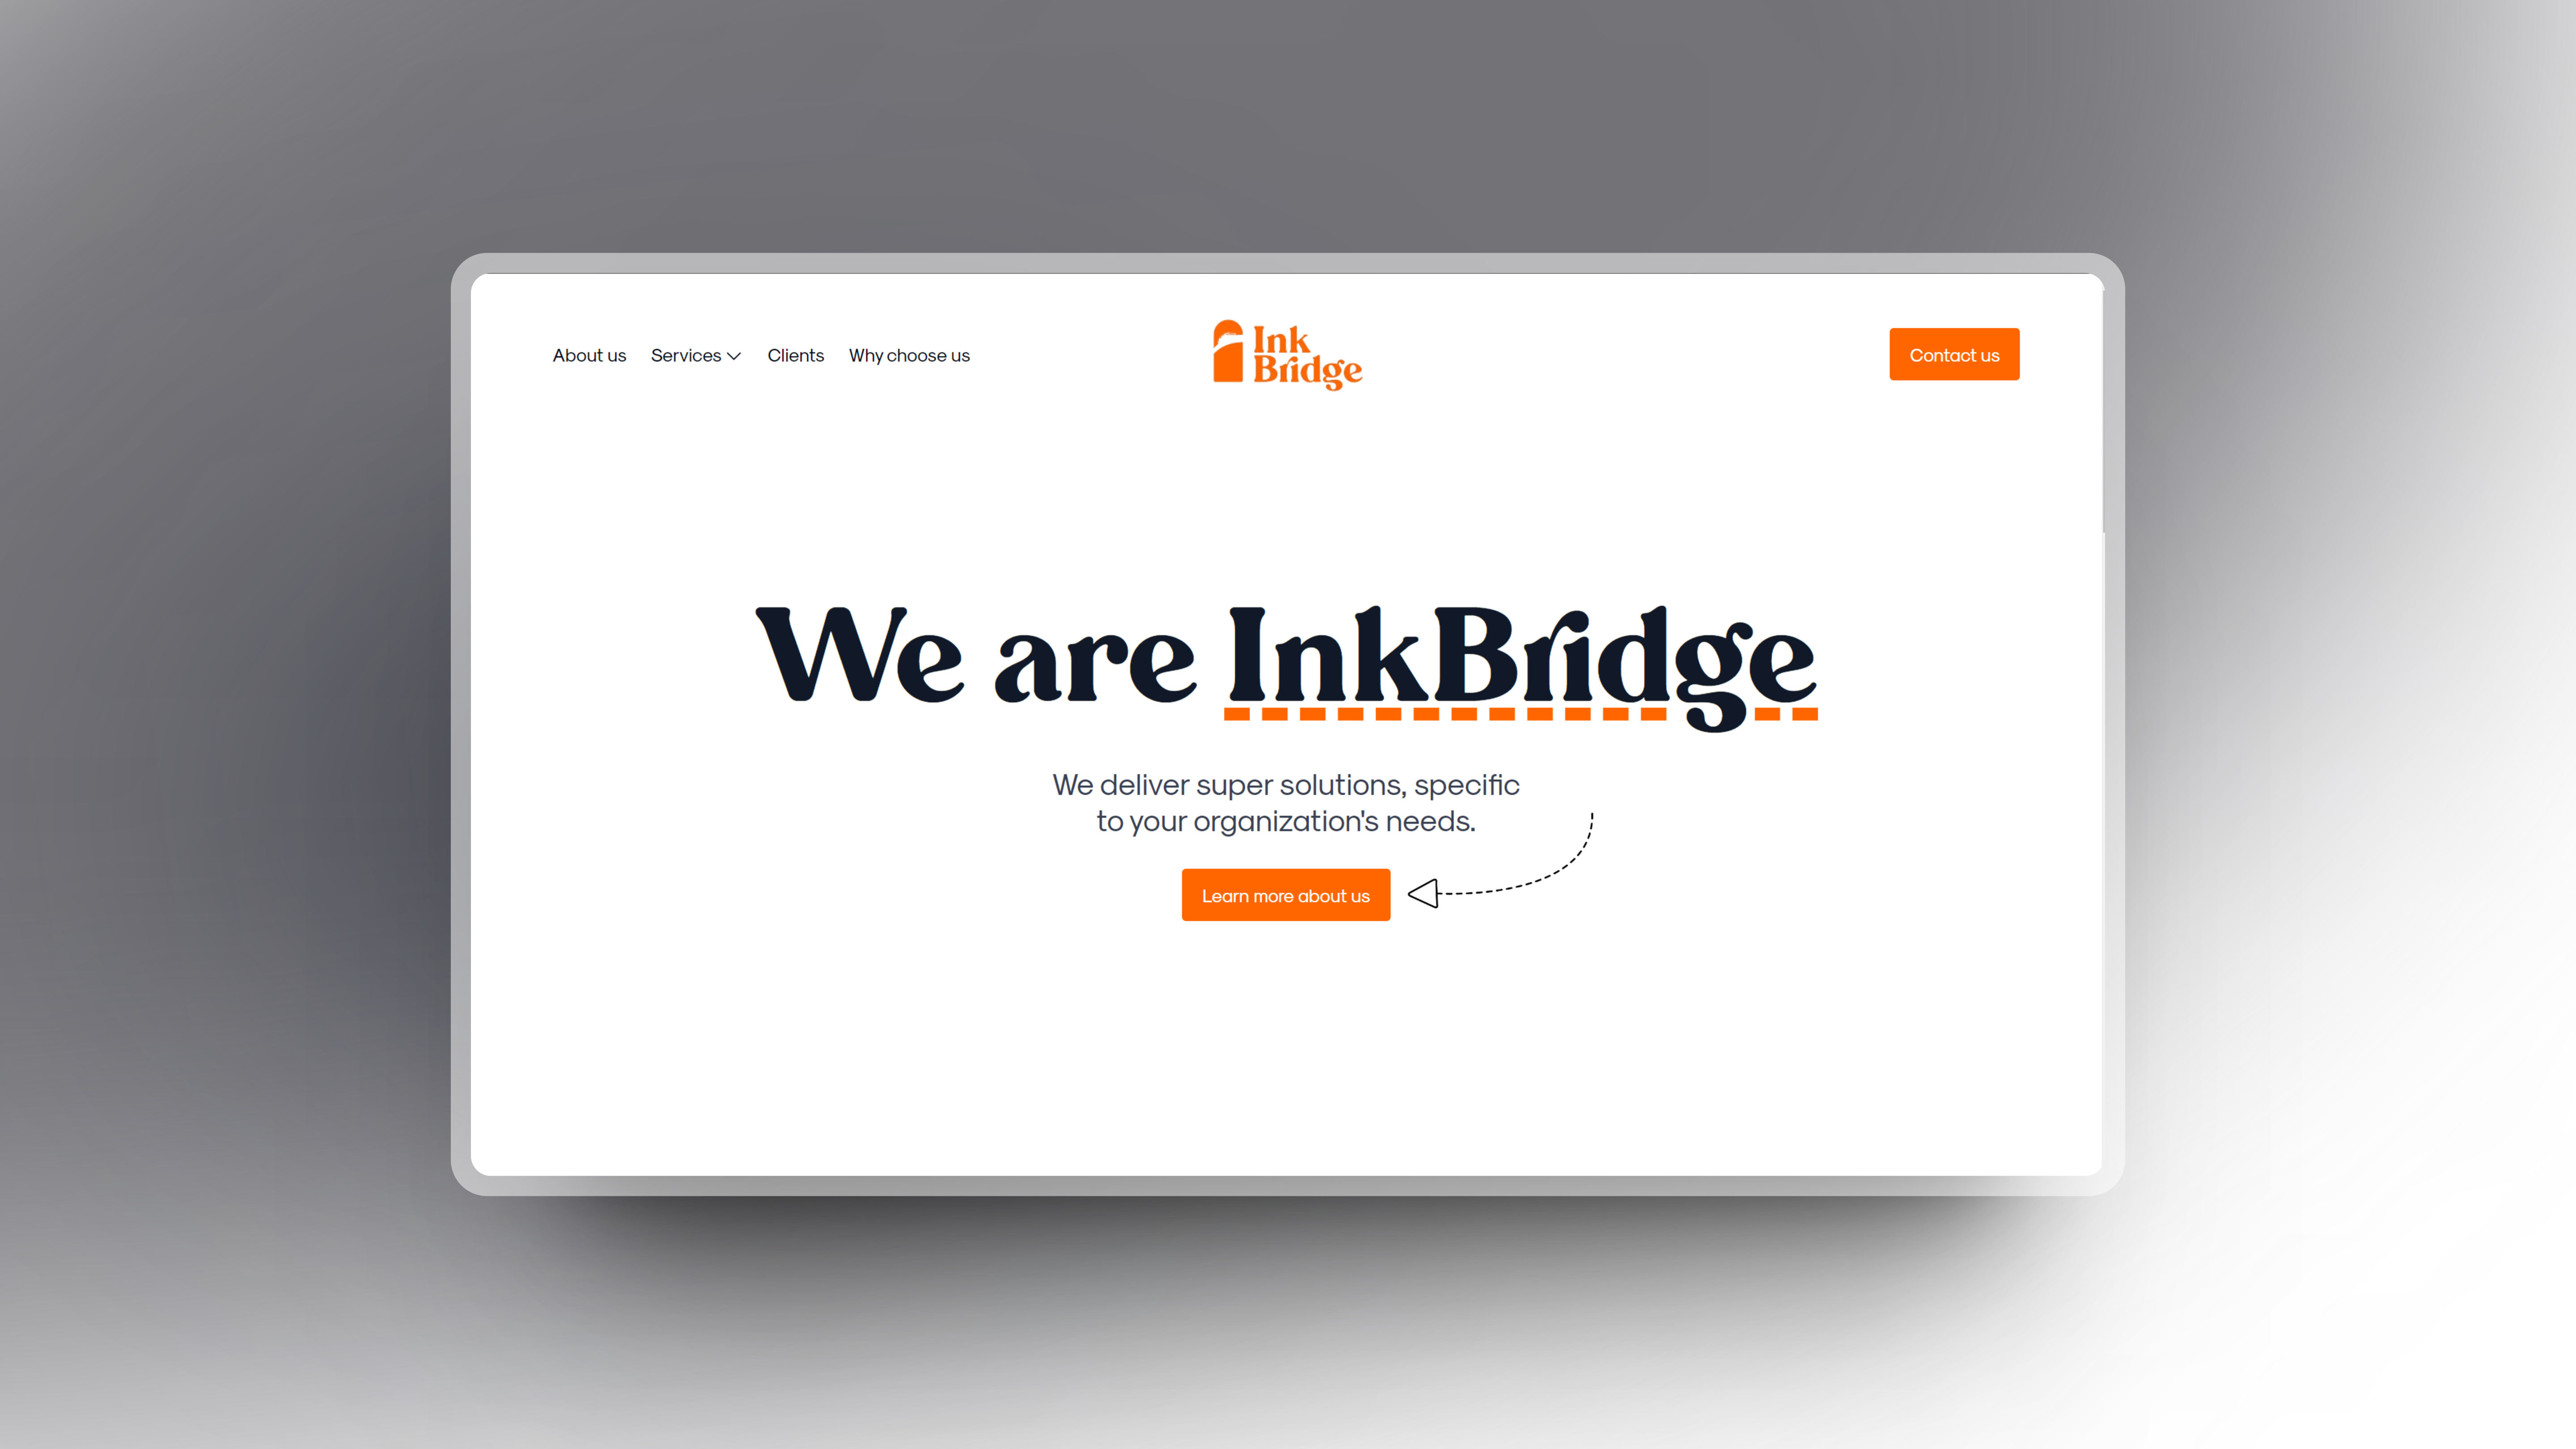 About us Services Clients Why choose us
Ink
Bridge
Contact us
We are InkBridge
We deliver super solutions, specific
to your organization's needs.
Learn more about us